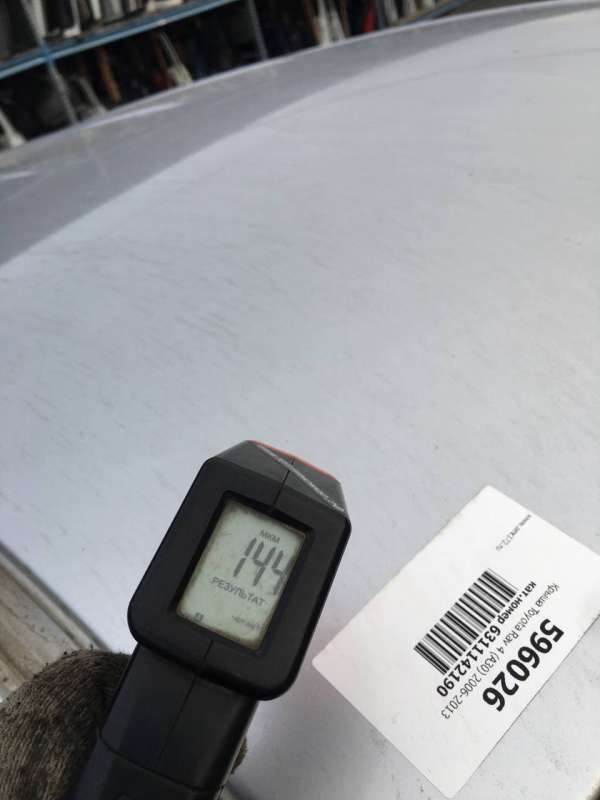 МКМ
144
РЕЗУЛЬТАТ
596026
кат.номер 6311142190
Крыша Toyota Rav 4 (A30) 2006-2013